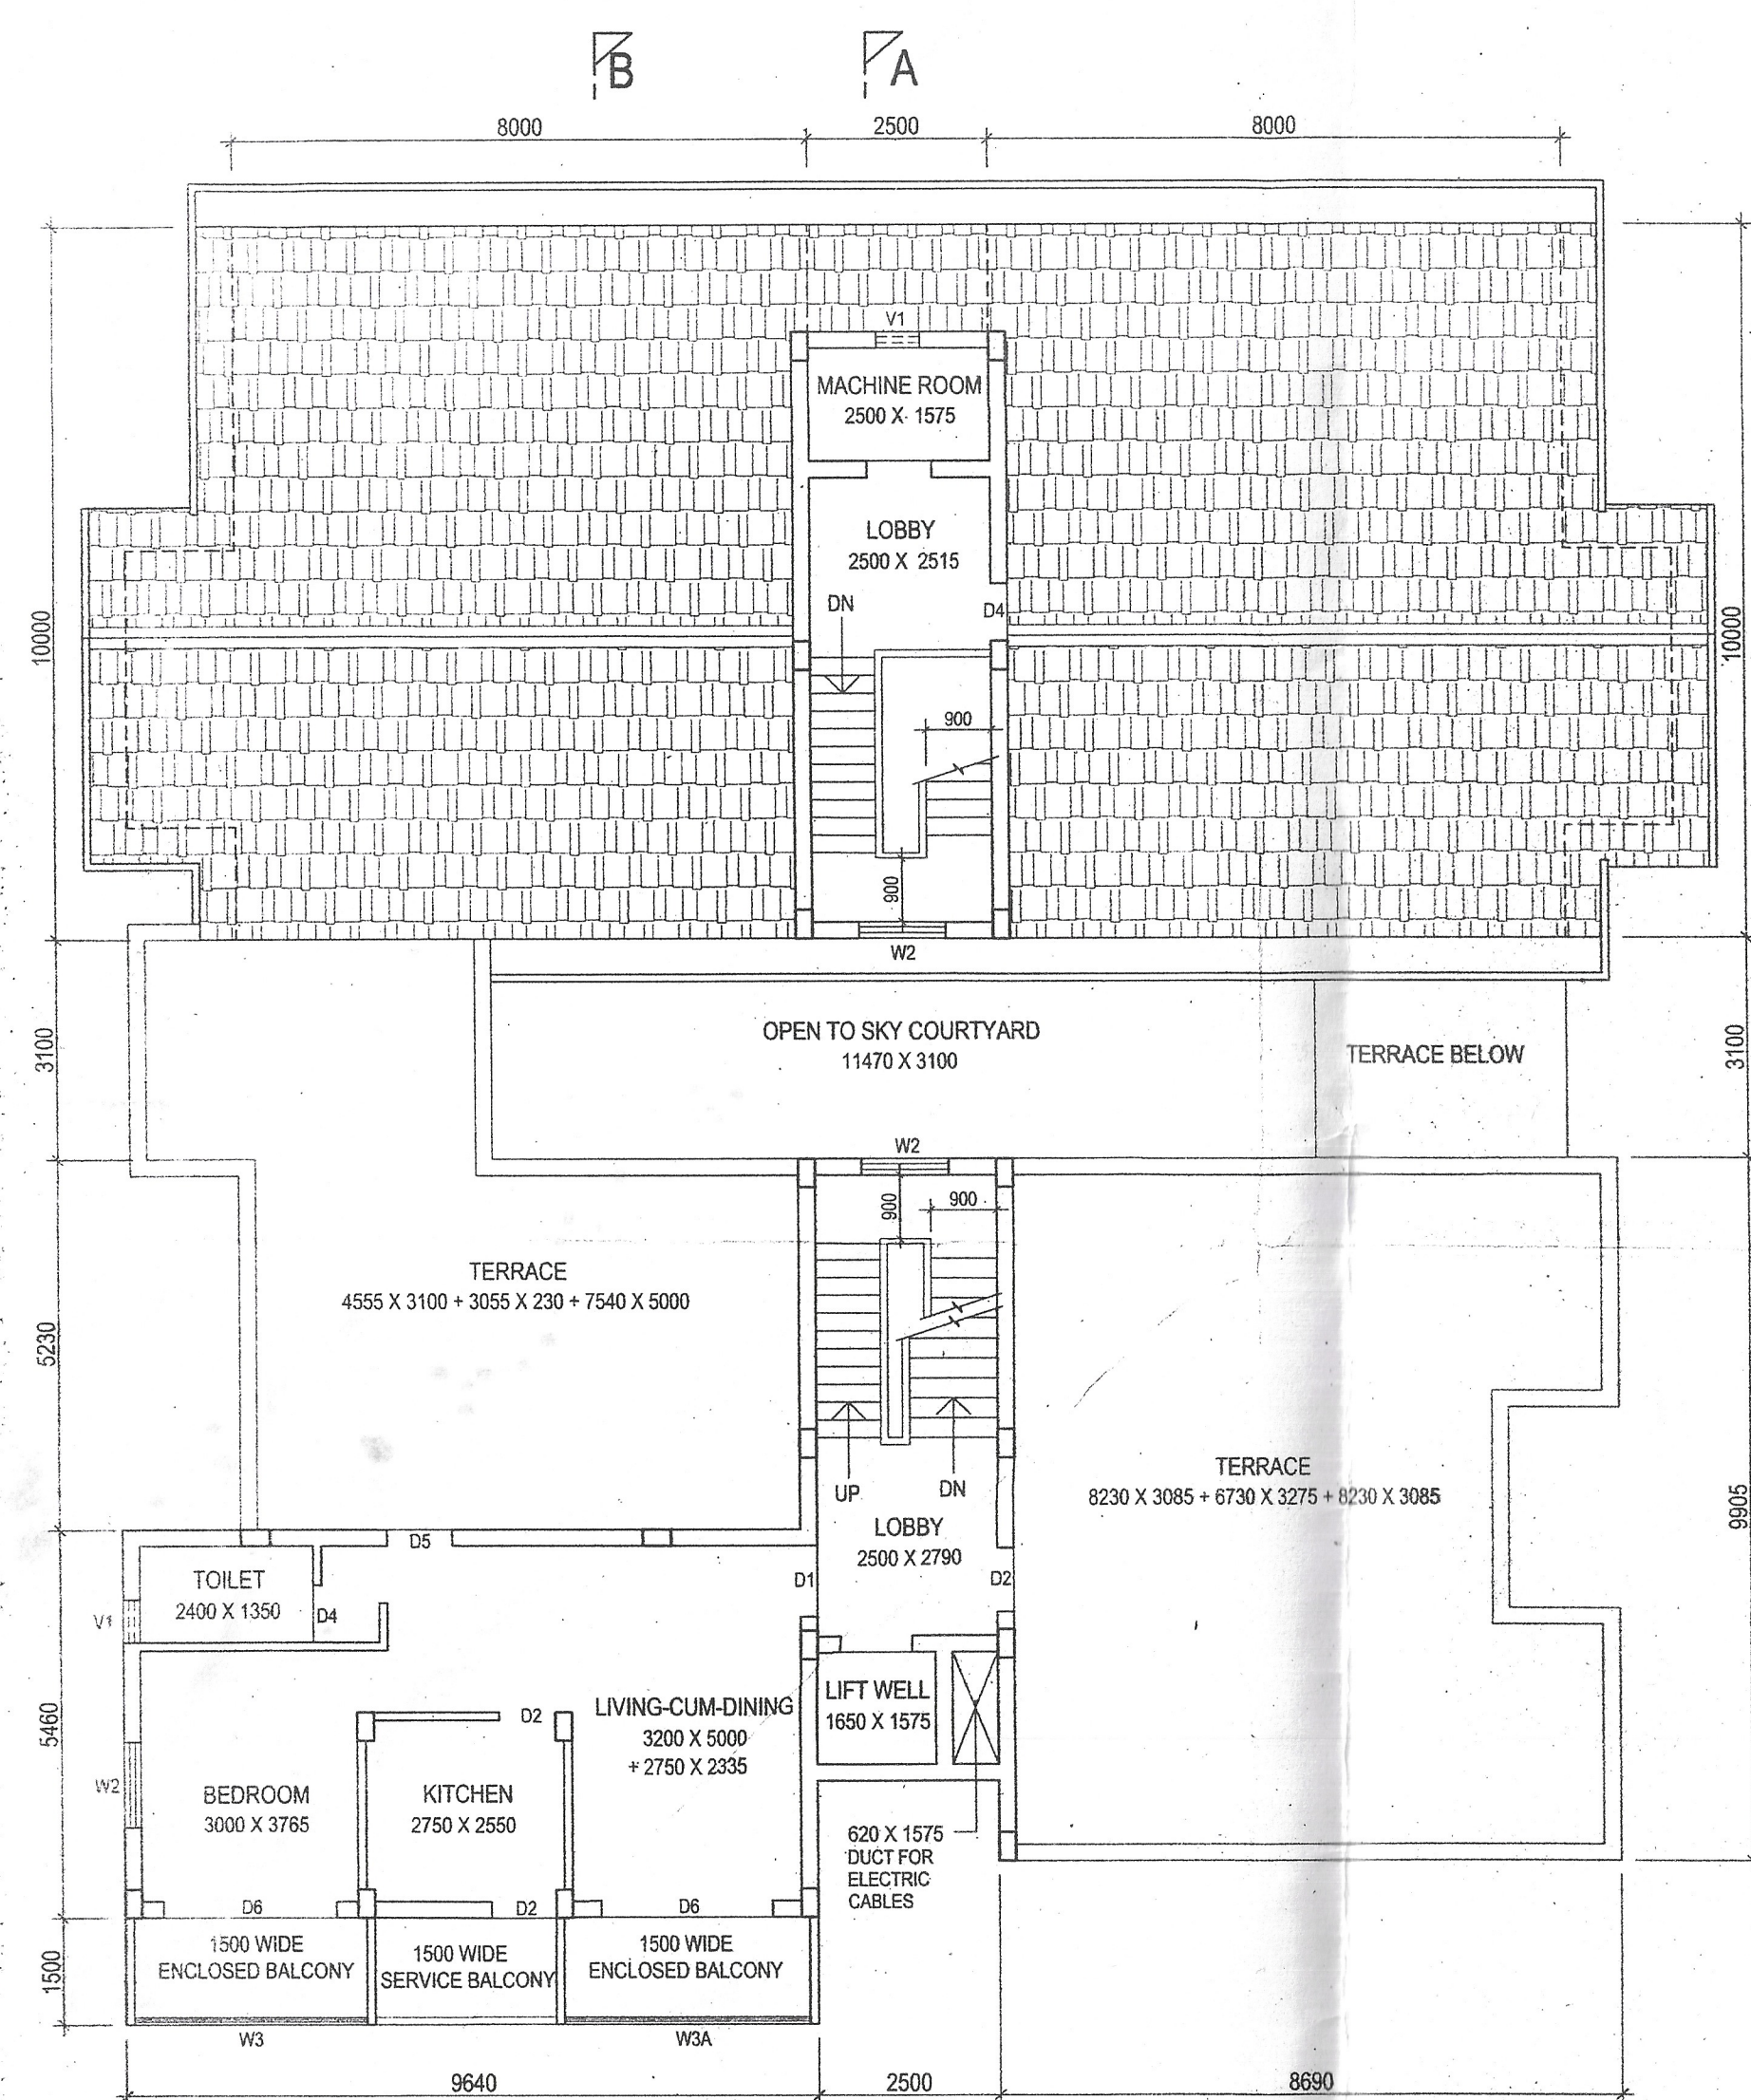 B
A
8000
2500
8000
V1
MACHINE ROOM
2500 X 1575
LOBBY
2500 X 2515
DN
D4
10000
10000
900
900
W2
OPEN TO SKY COURTYARD
11470 X 3100
TERRACE BELOW
3100
3100
W2
900
900
TERRACE
4555 X 3100 + 3055 X 230 + 7540 X 5000
5230
UP
DN
TERRACE
8230 X 3085 + 6730 X 3275 + 8230 X 3085
9905
LOBBY
2500 X 2790
D5
D1
D2
TOILET
2400 X 1350
D4
V1
LIFT WELL
1650 X 1575
LIVING-CUM-DINING
3200 X 5000
+ 2750 X 2335
D2
5460
W2
BEDROOM
3000 X 3765
KITCHEN
2750 X 2550
620 X 1575
DUCT FOR
ELECTRIC
CABLES
D6
D2
D6
1500 WIDE
ENCLOSED BALCONY
1500 WIDE
SERVICE BALCONY
1500 WIDE
ENCLOSED BALCONY
1500
W3
W3A
9640
2500
8690